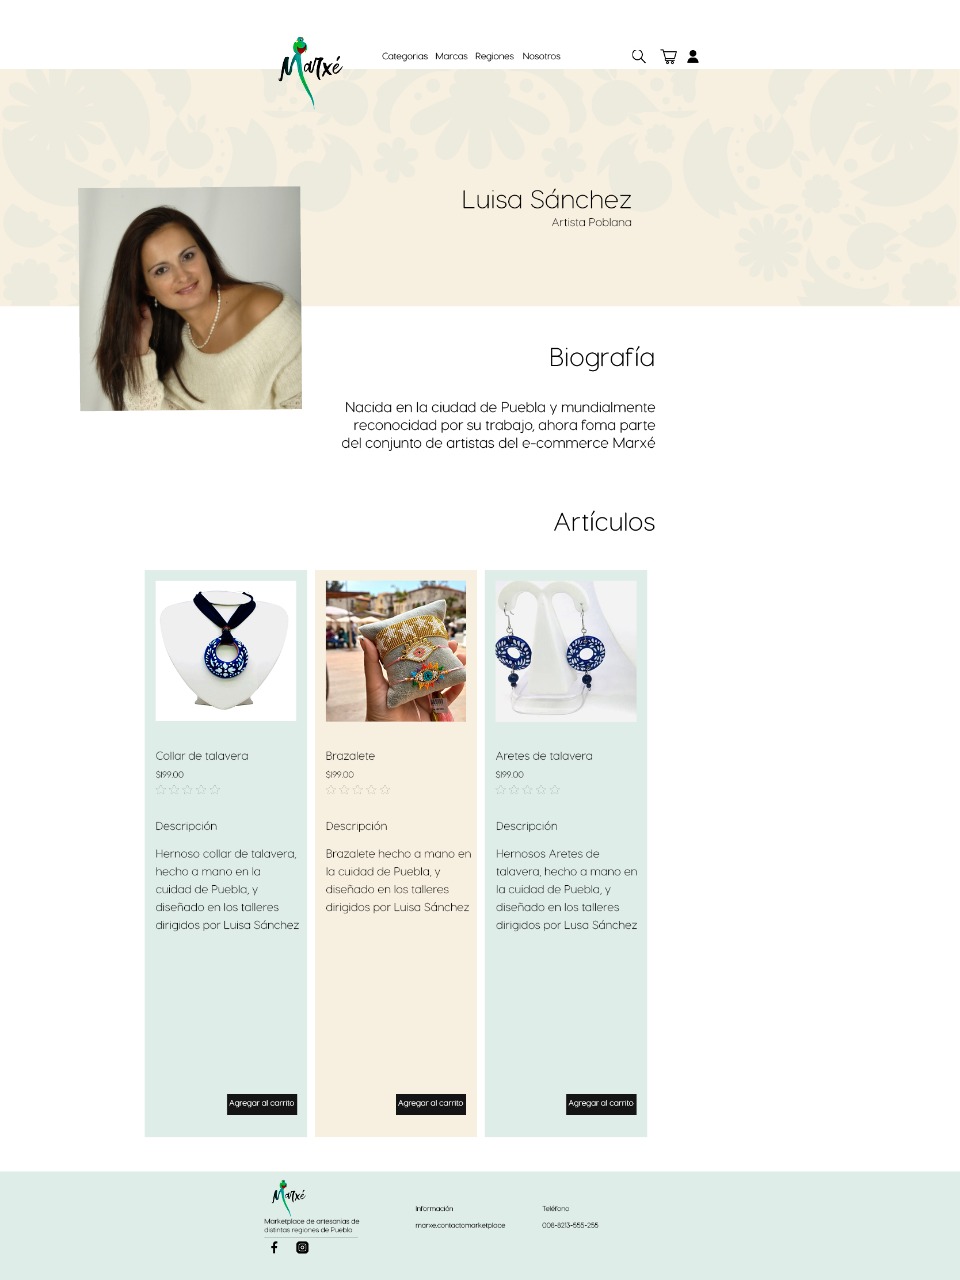 Marxé
Categorias Marcas Regiones Nosotros
Luisa Sánchez
Artista Poblana
Biografía
Nacida en la ciudad de Puebla y mundialmente
reconocidad por su trabajo, ahora foma parte
del conjunto de artistas del e-commerce Marxé
Artículos
Collar de talavera
$199.00
Descripción
Hernoso collar de talavera,
hecho a mano en la
cuidad de Puebla, y
diseñado en los talleres
dirigidos por Luisa Sánchez
Agregar al carrito
Brazalete
$199.00
Descripción
Brazalete hecho a mano en
la cuidad de Puebla, y
diseñado en los talleres
dirigidos por Luisa Sánchez
Agregar al carrito
Aretes de talavera
$199.00
Descripción
Hernosos Aretes de
talavera, hecho a mano en
la cuidad de Puebla, y
diseñado en los talleres
dirigidos por Lusa Sánchez
Agregar al carrito
Marxé
Marketplace de artesanias de
distintas regiones de Puebla
Información
marxe.contactomarketplace
Teléfono
008-8213-555-255